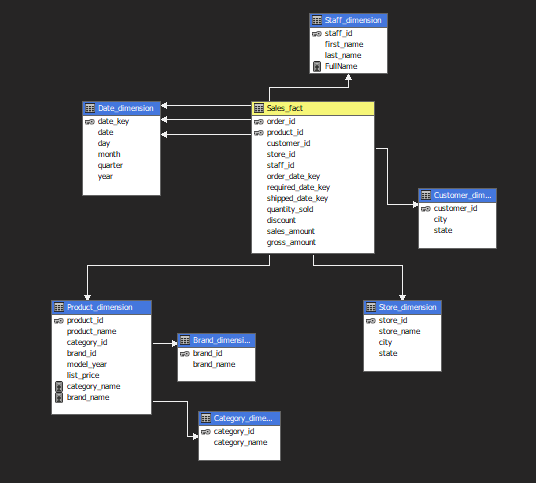 Staff_dimension
staff_id
first_name
last_name
FullName
Date_dimension
date_key
date
day
month
quarter
year
Sales_fact
order_id
product_id
customer_id
store_id
staff_id
order_date_key
required_date_key
shipped_date_key
quantity_sold
discount
sales_amount
gross_amount
Customer_dim...
customer_id
city
state
Product_dimension
product_id
product_name
category_id
brand_id
model_year
list_price
category_name
brand_name
Brand_dimensi...
brand_id
brand_name
Store_dimension
store_id
store_name
city
state
Category_dime...
category_id
category_name